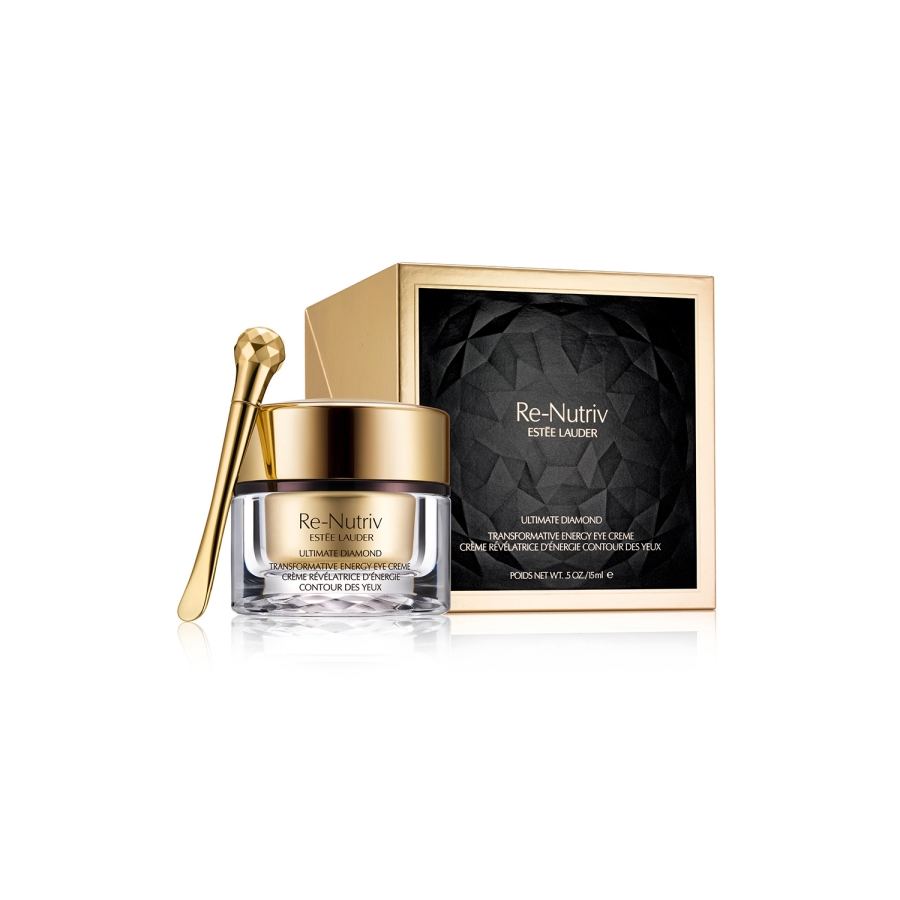 Re-Nutriv
ESTĒE LAUDER
ULTIMATE DIAMOND
TRANSFORMATIVE ENERGY EYE CREME
CRÈME RÉVÉLATRICE D'ÉNERGIE CONTOUR DES YEUX
POIDS NET WT. .5 OZ./15ml ℮
Re-Nutriv
ESTĒE LAUDER
ULTIMATE DIAMOND
TRANSFORMATIVE ENERGY EYE CREME
CRÈME RÉVÉLATRICE D'ÉNERGIE
CONTOUR DES YEUX